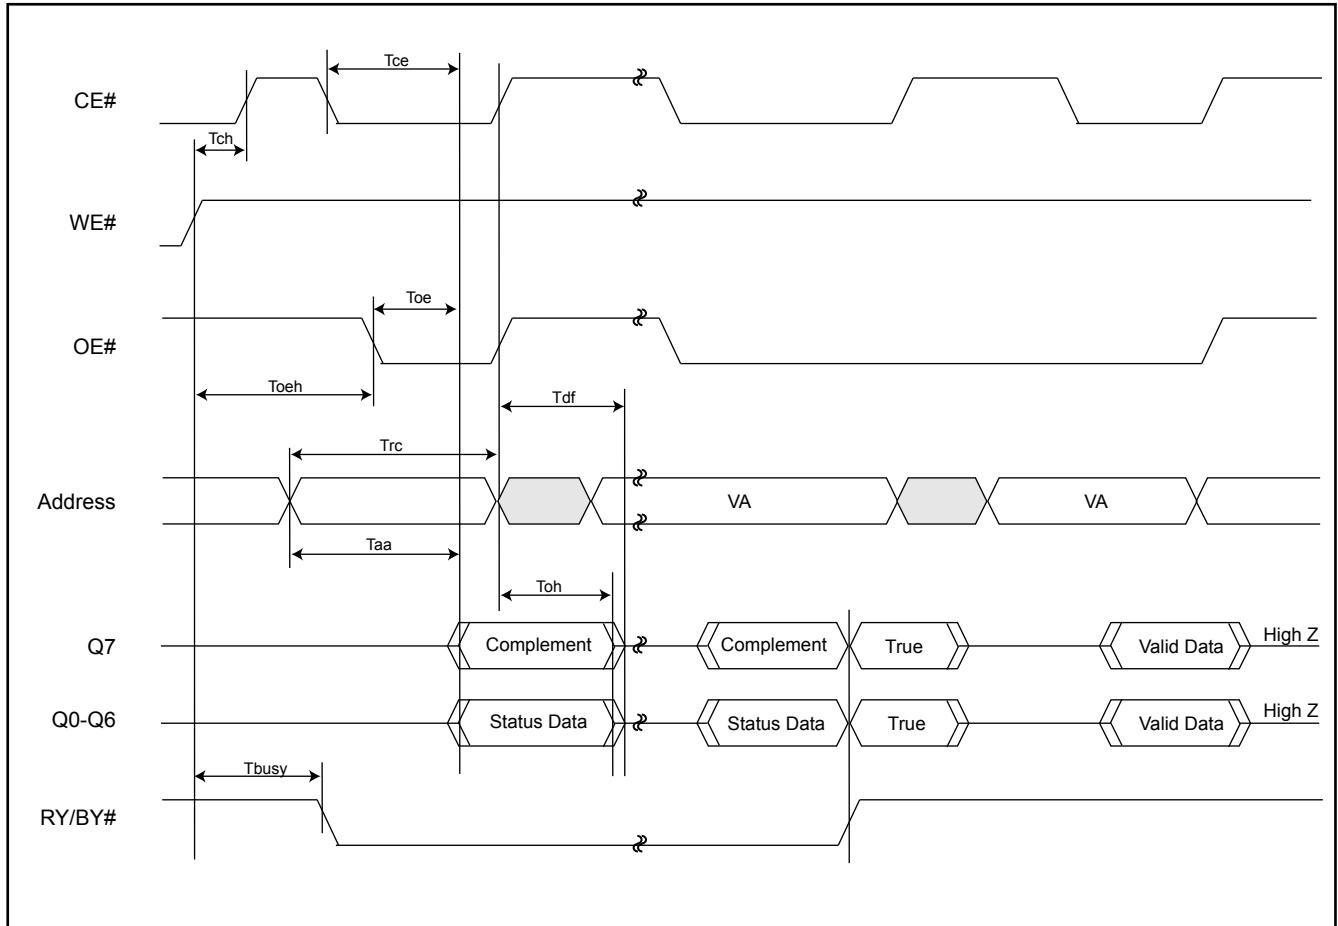 Tce
CE#
Tch
WE#
Toe
OE#
Toeh
Tdf
Trc
Address
VA
VA
Taa
Toh
Q7
Complement
Complement
True
Valid Data
High Z
Q0-Q6
Status Data
Status Data
True
Valid Data
High Z
Tbusy
RY/BY#